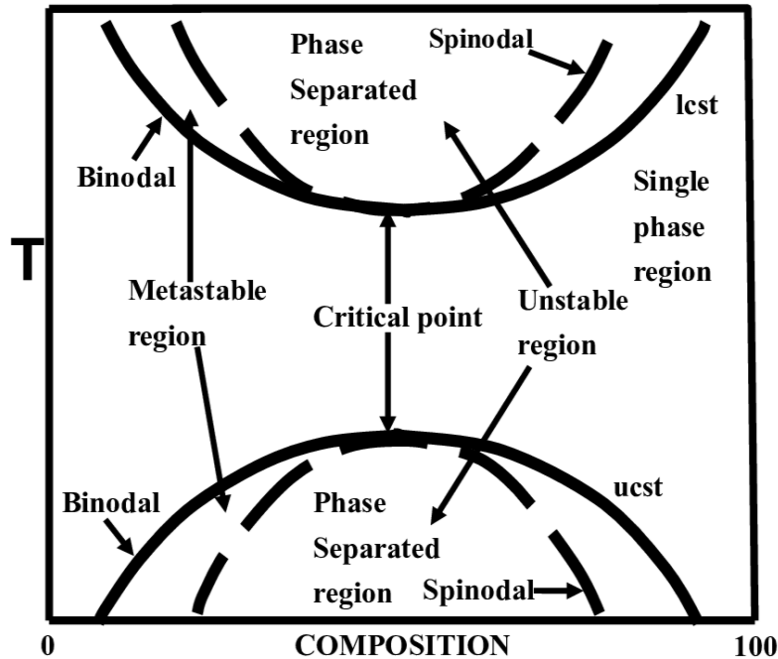 Phase
Separated
region
Spinodal
lcst
Binodal
Single
phase
region
T
Metastable
region
Critical point
Unstable
region
Binodal
Phase
Separated
region
ucst
Spinodal
0
COMPOSITION
100